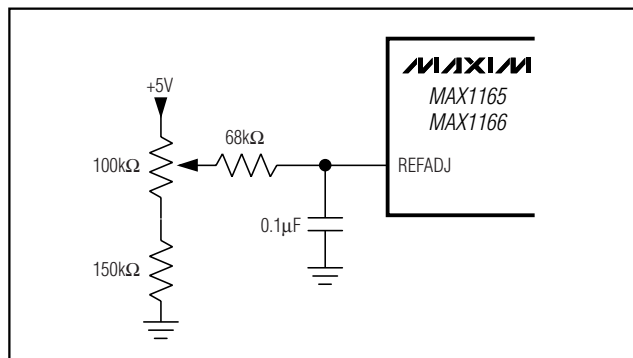 MAXIM
MAX1165
MAX1166
+5V
68kΩ
100kΩ
REFADJ
0.1μF
150kΩ